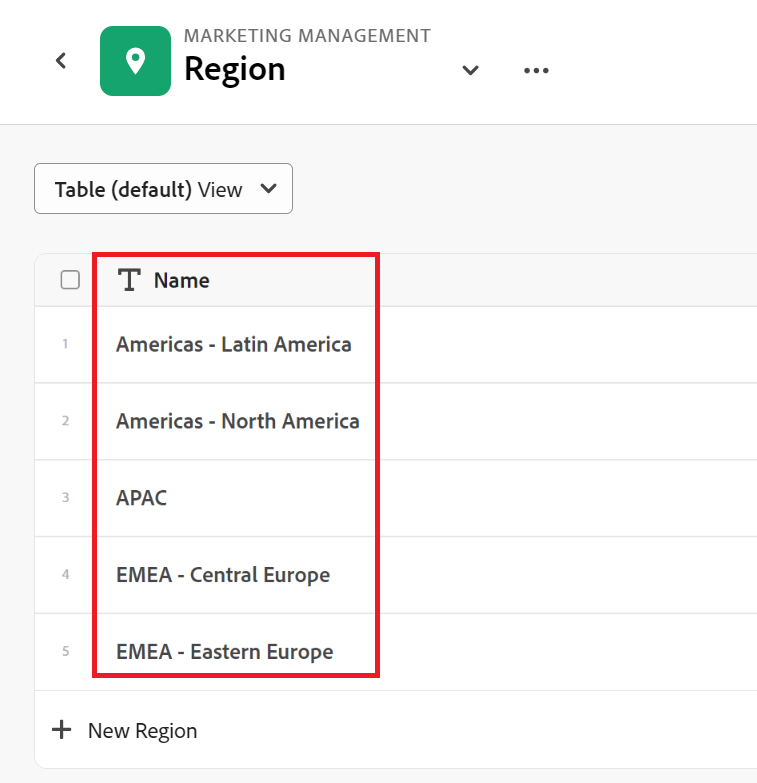 MARKETING MANAGEMENT
Region
Table (default) View
Name
1 Americas - Latin America
2 Americas - North America
3 APAC
4 EMEA - Central Europe
5 EMEA - Eastern Europe
New Region